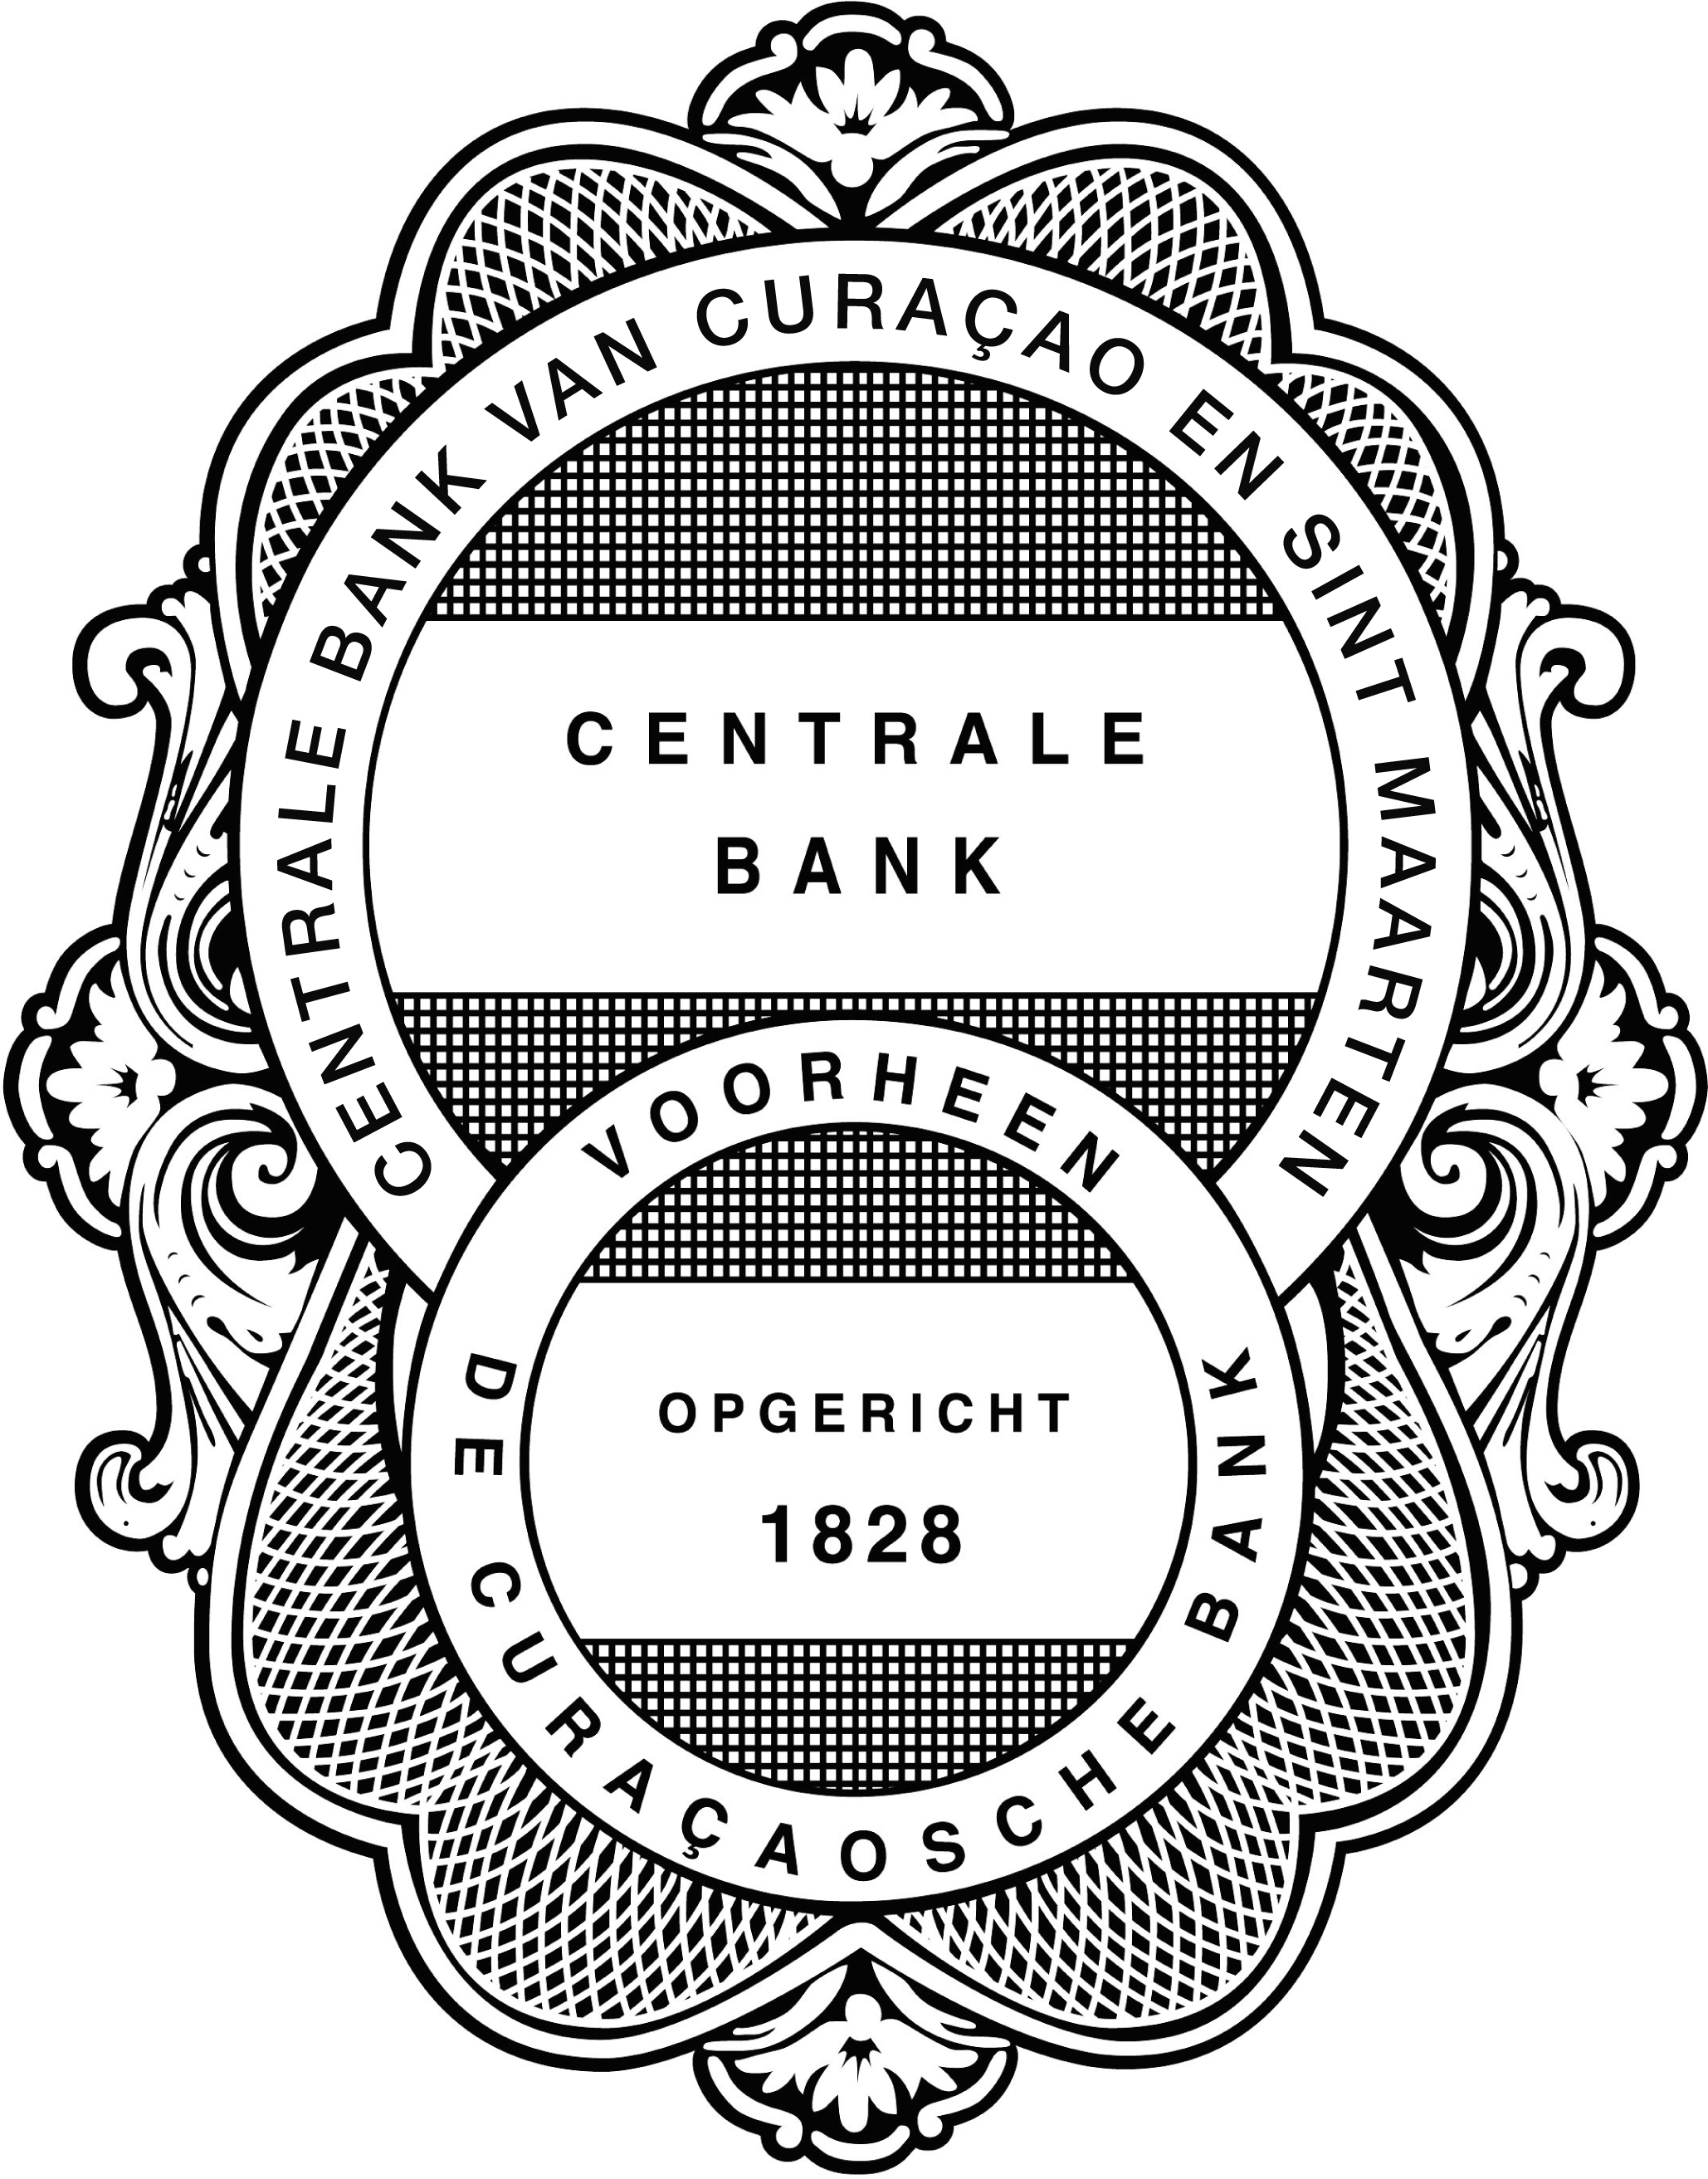 CENTRALE BANK VAN CURAÇAO EN SINT MAARTEN
CENTRALE
BANK
VOORHEEN
DE CURAÇAOSCHE BANK
OPGERICHT
1828